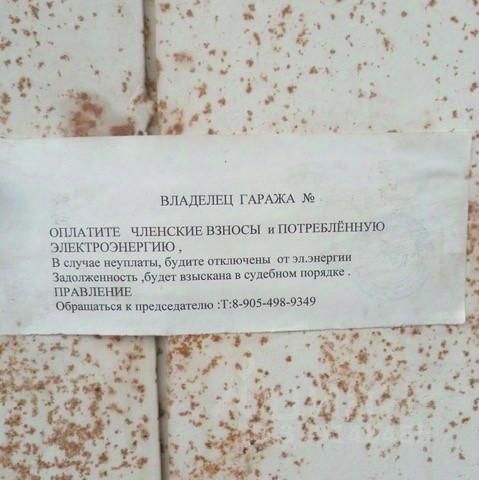 ВЛАДЕЛЕЦ ГАРАЖА №
ОПЛАТИТЕ ЧЛЕНСКИЕ ВЗНОСЫ и ПОТРЕБЛЁННУЮ
ЭЛЕКТРОЭНЕРГИЮ ,
В случае неуплаты, будите отключены от эл.энергии
Задолженность ,будет взыскана в судебном порядке .
ПРАВЛЕНИЕ
Обращаться к председателю :Т:8-905-498-9349